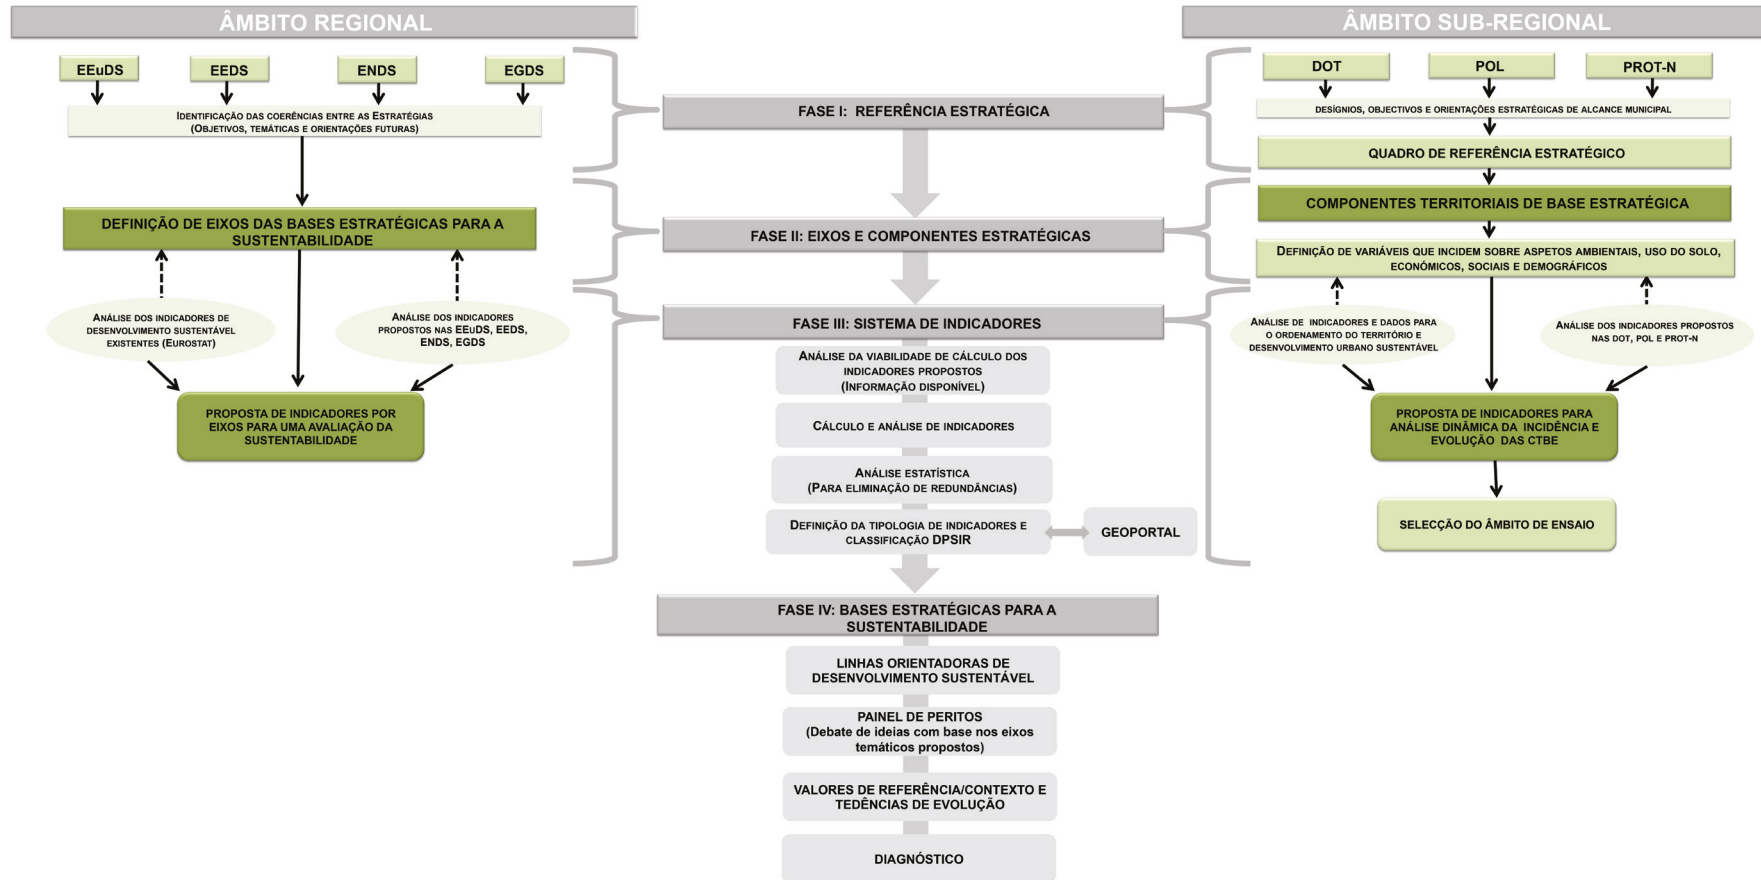 ÂMBITO REGIONAL
EEuDS
EEDS
ENDS
EGDS
Identificação das coerências entre as Estratégias
(Objetivos, temáticas e orientações futuras)
DEFINIÇÃO DE EIXOS DAS BASES ESTRATÉGICAS PARA A
SUSTENTABILIDADE
Análise dos indicadores de
desenvolvimento sustentável
existentes (Eurostat)
Análise dos indicadores
propostos nas EEuDS, EEDS,
ENDS, EGDS
PROPOSTA DE INDICADORES POR
EIXOS PARA UMA AVALIAÇÃO DA
SUSTENTABILIDADE
FASE I: REFERÊNCIA ESTRATÉGICA
FASE II: EIXOS E COMPONENTES ESTRATÉGICAS
FASE III: SISTEMA DE INDICADORES
Análise da viabilidade de cálculo dos
indicadores propostos
(Informação disponível)
Cálculo e análise de indicadores
Análise estatística
(Para eliminação de redundâncias)
Definição da tipologia de indicadores e
classificação DPSIR
GEOPORTAL
FASE IV: BASES ESTRATÉGICAS PARA A
SUSTENTABILIDADE
LINHAS ORIENTADORAS DE
DESENVOLVIMENTO SUSTENTÁVEL
PAINEL DE PERITOS
(Debate de ideias com base nos eixos
temáticos propostos)
VALORES DE REFERÊNCIA/CONTEXTO E
TEDÊNCIAS DE EVOLUÇÃO
DIAGNÓSTICO
ÂMBITO SUB-REGIONAL
DOT
POL
PROT-N
desígnios, objectivos e orientações estratégicas de alcance municipal
QUADRO DE REFERÊNCIA ESTRATÉGICO
COMPONENTES TERRITORIAIS DE BASE ESTRATÉGICA
Definição de variáveis que incidem sobre aspetos ambientais, uso do solo,
económicos, sociais e demográficos
Análise de indicadores e dados para
o ordenamento do território e
desenvolvimento urbano sustentável
Análise dos indicadores propostos
nas DOT, POL e PROT-N
PROPOSTA DE INDICADORES PARA
ANÁLISE DINÂMICA DA INCIDÊNCIA E
EVOLUÇÃO DAS CTBE
SELECÇÃO DO ÂMBITO DE ENSAIO